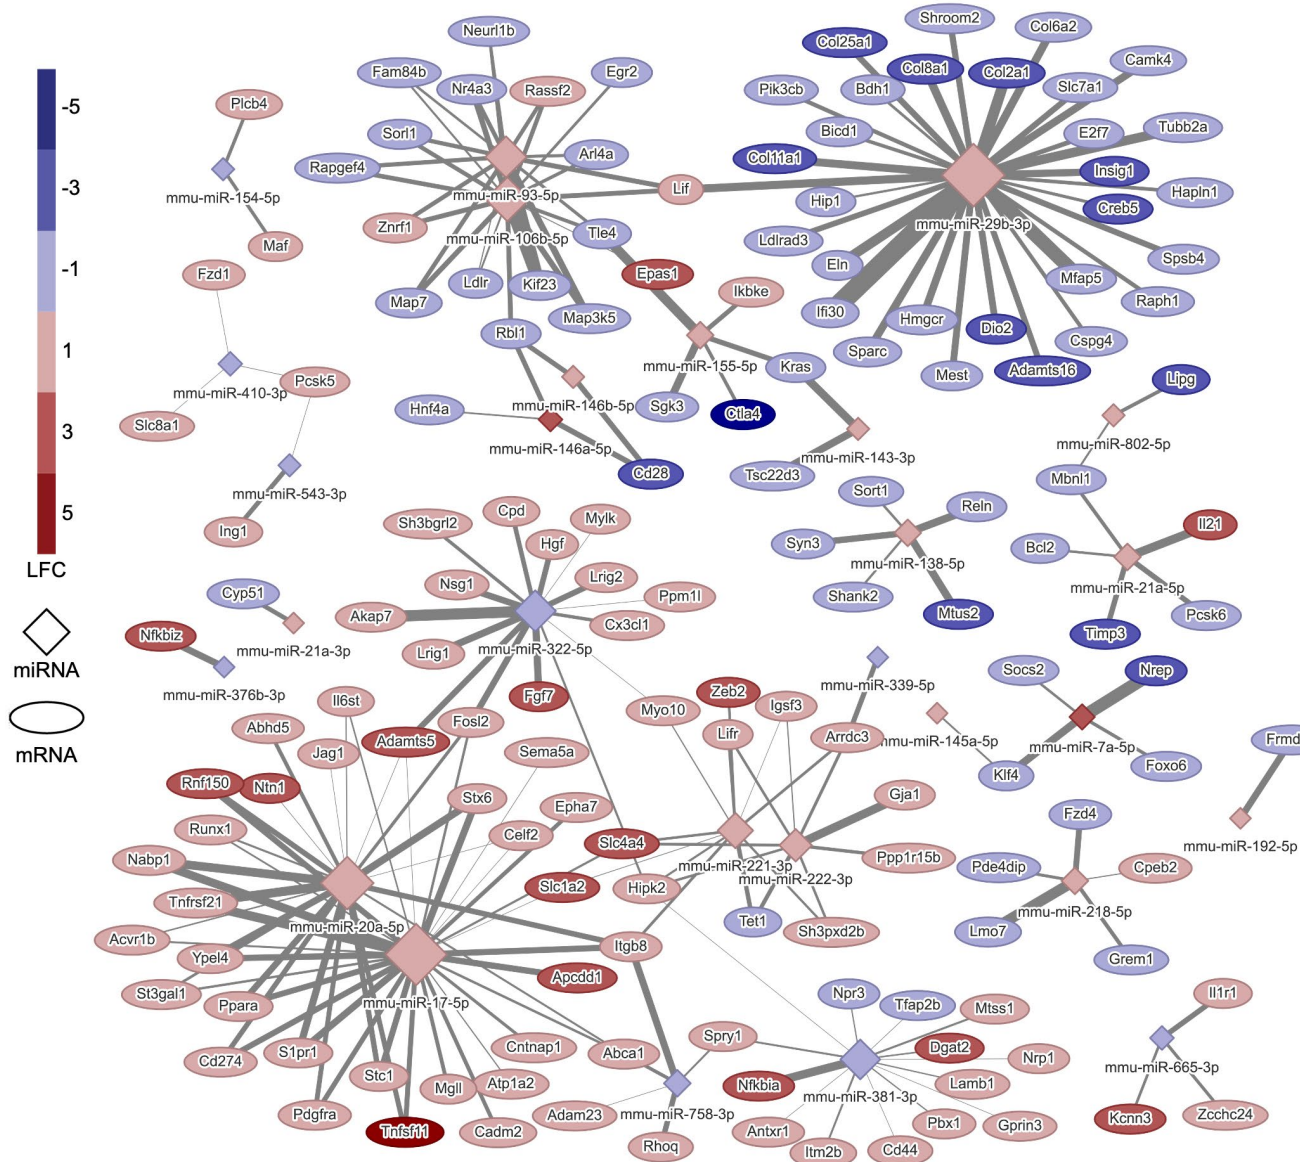 Shroom2
Neurl1b
Col6a2
Col25a1
Camk4
Fam84b
Egr2
Col8a1
Col2a1
Nr4a3
Rassf2
Pik3cb
Bdh1
Slc7a1
-5
Plcb4
Sorl1
Bicd1
E2f7
Tubb2a
Arl4a
Col11a1
Rapgef4
Insig1
-3
mmu-miR-154-5p
mmu-miR-93-5p
Lif
Hip1
Hapln1
Creb5
Znrf1
mmu-miR-106b-5p
Tle4
mmu-miR-29b-3p
Maf
Ldlrad3
Spsb4
-1
Fzd1
Ldlr
Kif23
Epas1
Eln
Mfap5
Map7
Ikbke
Raph1
Map3k5
Ifi30
Hmgcr
Dio2
Rbl1
Cspg4
1
Sparc
mmu-miR-155-5p
Kras
Mest
Adamts16
mmu-miR-410-3p
Pcsk5
Lipg
Hnf4a
mmu-miR-146b-5p
Sgk3
Ctla4
Slc8a1
3
mmu-miR-146a-5p
mmu-miR-802-5p
mmu-miR-143-3p
Cd28
Tsc22d3
Mbnl1
mmu-miR-543-3p
Sort1
Reln
5
Ing1
Sh3bgrl2
Cpd
Mylk
Il21
Hgf
Syn3
Bcl2
LFC
mmu-miR-138-5p
Nsg1
Lrig2
mmu-miR-21a-5p
Cyp51
Ppm1l
Shank2
Akap7
Cx3cl1
Mtus2
Pcsk6
Nfkbiz
mmu-miR-21a-3p
Lrig1
mmu-miR-322-5p
Timp3
miRNA
mmu-miR-376b-3p
Socs2
Nrep
mmu-miR-339-5p
Fgf7
Zeb2
Il6st
Myo10
Igsf3
mRNA
Abhd5
Fosl2
Lifr
Arrdc3
mmu-miR-145a-5p
mmu-miR-7a-5p
Frmd
Jag1
Adamts5
Sema5a
Klf4
Foxo6
Rnf150
Ntn1
Stx6
Gja1
Epha7
Fzd4
Runx1
Celf2
Slc4a4
mmu-miR-192-5p
Nabp1
mmu-miR-221-3p
Ppp1r15b
Pde4dip
Cpeb2
mmu-miR-222-3p
Slc1a2
Hipk2
Tnfrsf21
mmu-miR-218-5p
mmu-miR-20a-5p
Tet1
Sh3pxd2b
Lmo7
Acvr1b
Itgb8
Ypel4
Grem1
Apcdd1
St3gal1
Npr3
Il1r1
Ppara
mmu-miR-17-5p
Tfap2b
Mtss1
Spry1
Cntnap1
Abca1
Dgat2
S1pr1
Nrp1
Cd274
mmu-miR-665-3p
Stc1
Mgll
Atp1a2
Nfkbia
Lamb1
mmu-miR-381-3p
Pdgfra
Adam23
mmu-miR-758-3p
Kcnn3
Zcchc24
Tnfsf11
Cadm2
Antxr1
Pbx1
Gprin3
Rhoq
Itm2b
Cd44